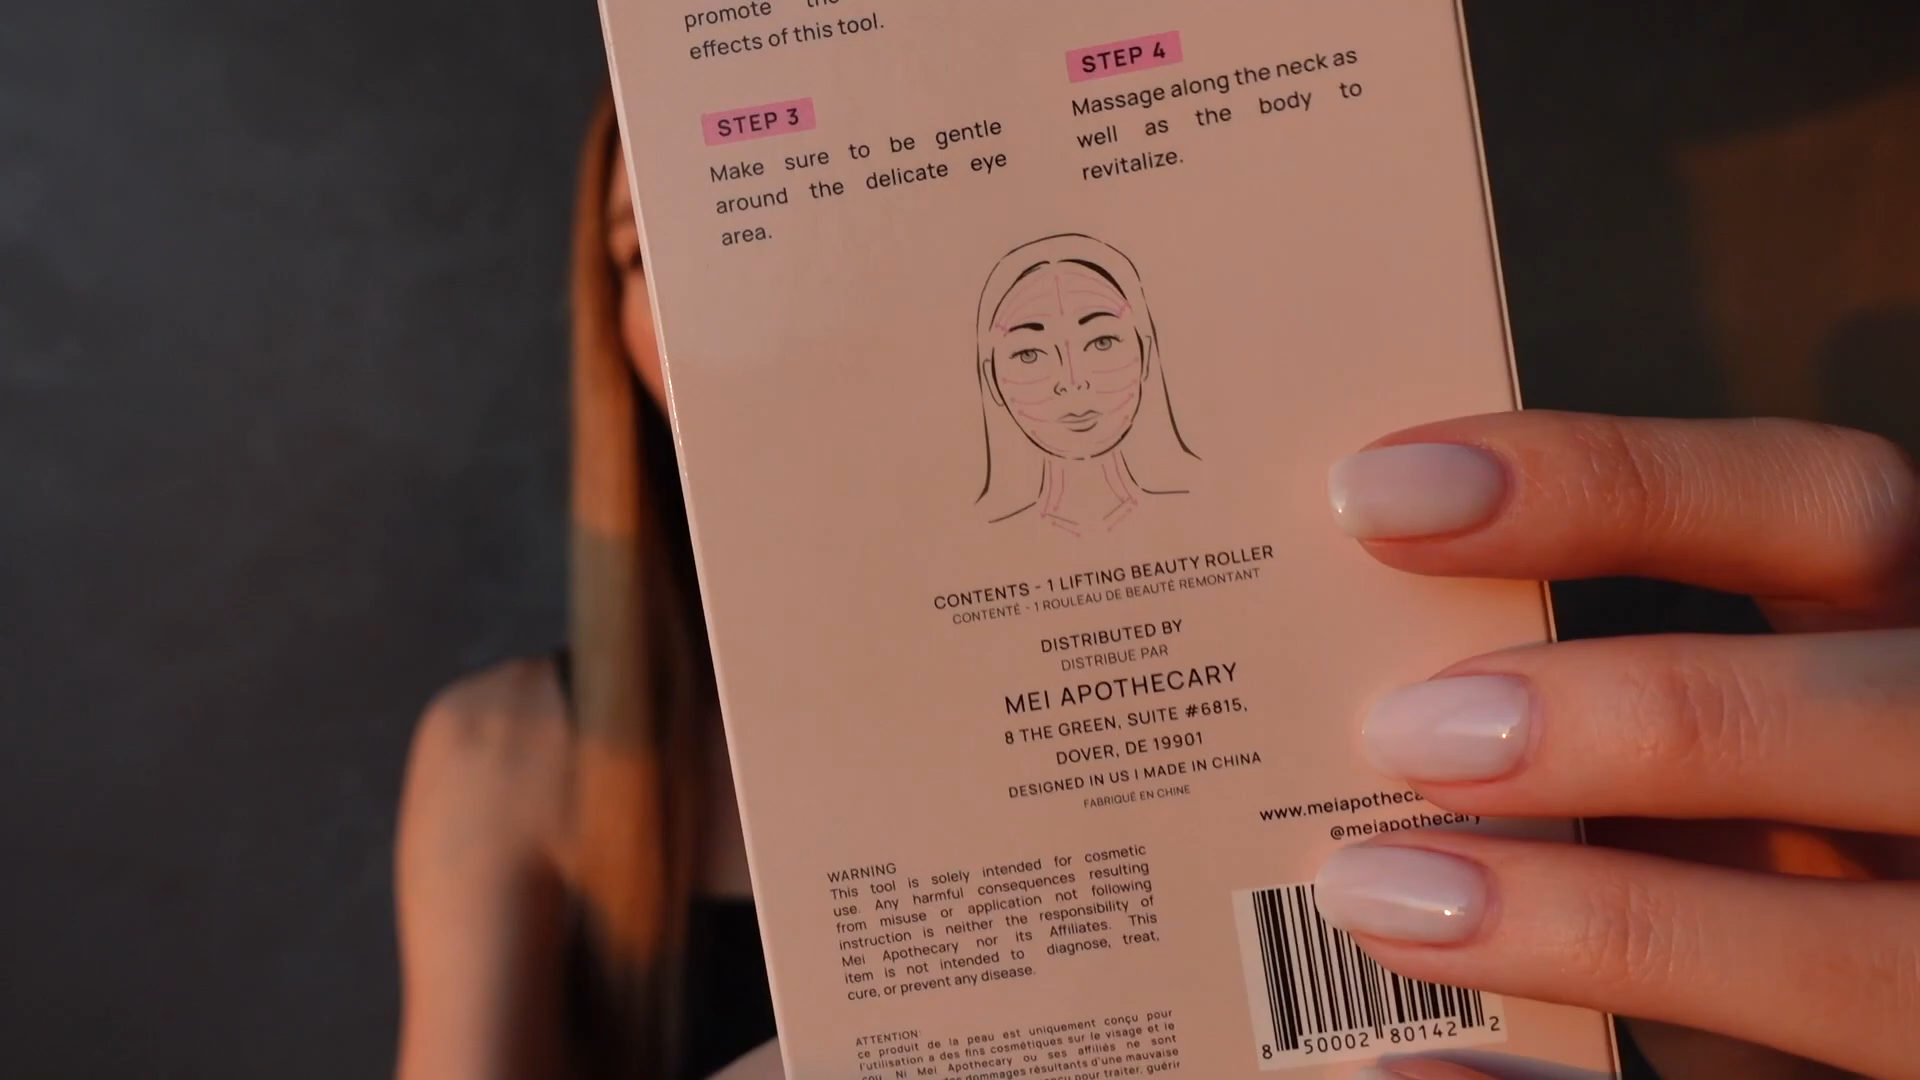 promote the
effects of this tool.
STEP 3
Make sure to be gentle
around the delicate eye
area.
STEP 4
Massage along the neck as
well as the body to
revitalize.
CONTENTS - 1 LIFTING BEAUTY ROLLER
CONTENTÉ - 1 ROULEAU DE BEAUTÉ REMONTANT
DISTRIBUTED BY
DISTRIBUE PAR
MEI APOTHECARY
8 THE GREEN, SUITE #6815,
DOVER, DE 19901
DESIGNED IN US | MADE IN CHINA
FABRIQUÉ EN CHINE
www.meiapotheca
@meiapothecary
WARNING
This tool is solely intended for cosmetic
use. Any harmful consequences resulting
from misuse or application not following
instruction is neither the responsibility of
Mei Apothecary nor its Affiliates. This
item is not intended to diagnose, treat,
cure, or prevent any disease.
ATTENTION:
ce produit de la peau est uniquement conçu pour
l'utilisation a des fins cosmétiques sur le visage et le
cou. Ni Mei Apothecary ou ses affiliés ne sont
dommages résultants d'une mauvaise
pour traiter, guérir
8 50002 80142 2